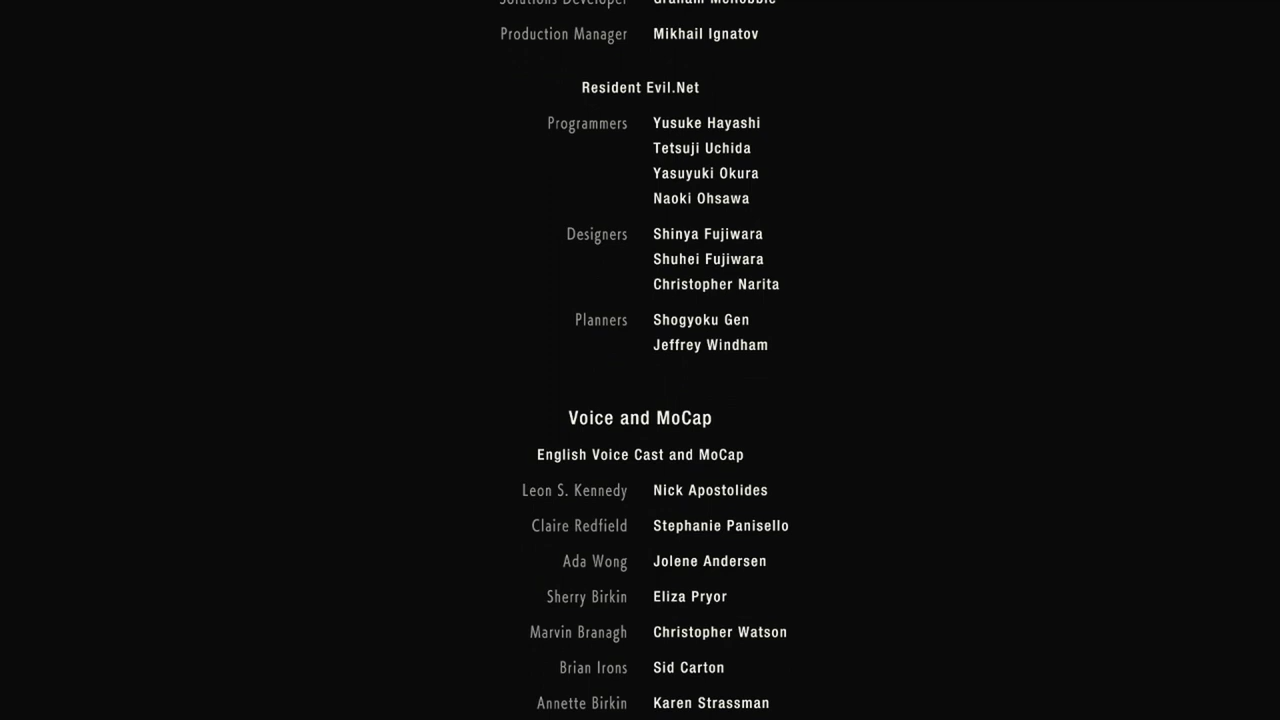 Production Manager Mikhail Ignatov
Resident Evil.Net
Programmers Yusuke Hayashi
Tetsuji Uchida
Yasuyuki Okura
Naoki Ohsawa
Designers Shinya Fujiwara
Shuhei Fujiwara
Christopher Narita
Planners Shogyoku Gen
Jeffrey Windham
Voice and MoCap
English Voice Cast and MoCap
Leon S. Kennedy Nick Apostolides
Claire Redfield Stephanie Panisello
Ada Wong Jolene Andersen
Sherry Birkin Eliza Pryor
Marvin Branagh Christopher Watson
Brian Irons Sid Carton
Annette Birkin Karen Strassman